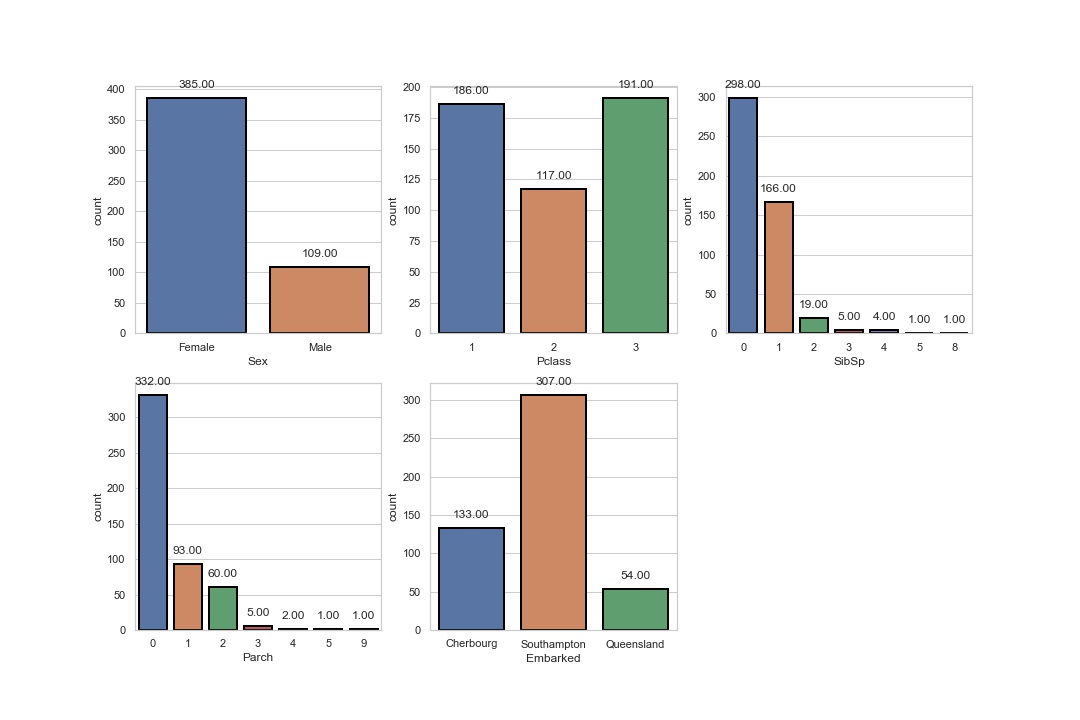 385.00
400
350
300
250
200
150
100
50
0
count
109.00
Female Male
Sex
186.00 117.00 191.00
200
175
150
125
100
75
50
25
0
count
1 2 3
Pclass
298.00
166.00
19.00 5.00 4.00 1.00 1.00
300
250
200
150
100
50
0
count
0 1 2 3 4 5 8
SibSp
332.00
93.00 60.00 5.00 2.00 1.00 1.00
300
250
200
150
100
50
0
count
0 1 2 3 4 5 9
Parch
133.00 307.00 54.00
300
250
200
150
100
50
0
count
Cherbourg Southampton Queensland
Embarked